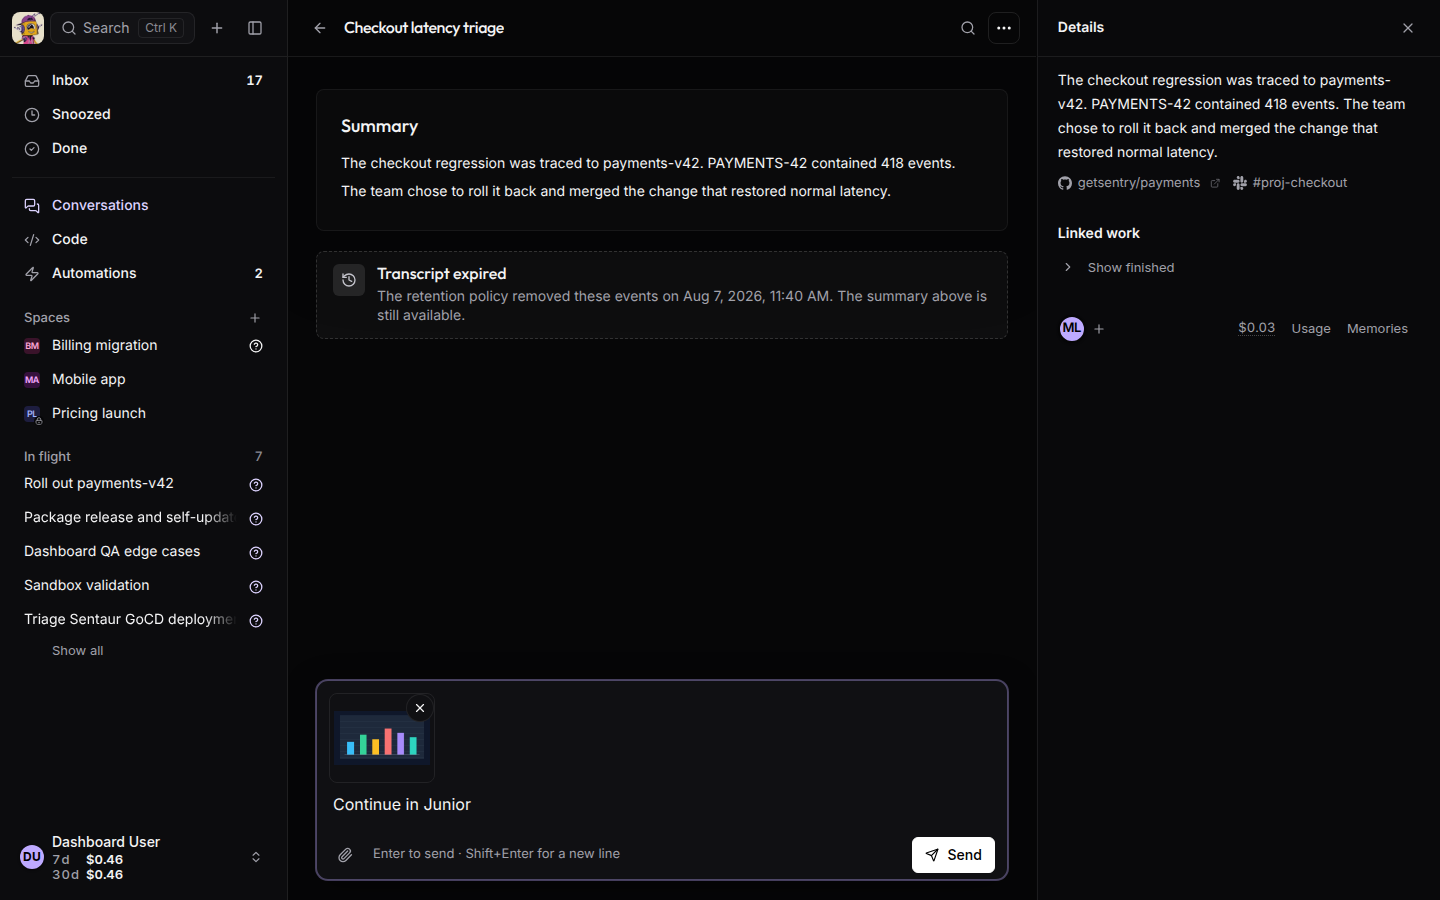 Search Ctrl K
Inbox 17
Snoozed
Done
Conversations
Code
Automations 2
Spaces
BM Billing migration
MA Mobile app
PL Pricing launch
In flight 7
Roll out payments-v42
Package release and self-updat
Dashboard QA edge cases
Sandbox validation
Triage Sentaur GoCD deployme
Show all
DU Dashboard User
7d $0.46
30d $0.46
Checkout latency triage
Summary
The checkout regression was traced to payments-v42. PAYMENTS-42 contained 418 events.
The team chose to roll it back and merged the change that restored normal latency.
Transcript expired
The retention policy removed these events on Aug 7, 2026, 11:40 AM. The summary above is
still available.
Continue in Junior
Enter to send · Shift+Enter for a new line
Send
Details
The checkout regression was traced to payments-
v42. PAYMENTS-42 contained 418 events. The team
chose to roll it back and merged the change that
restored normal latency.
getsentry/payments #proj-checkout
Linked work
Show finished
ML $0.03 Usage Memories